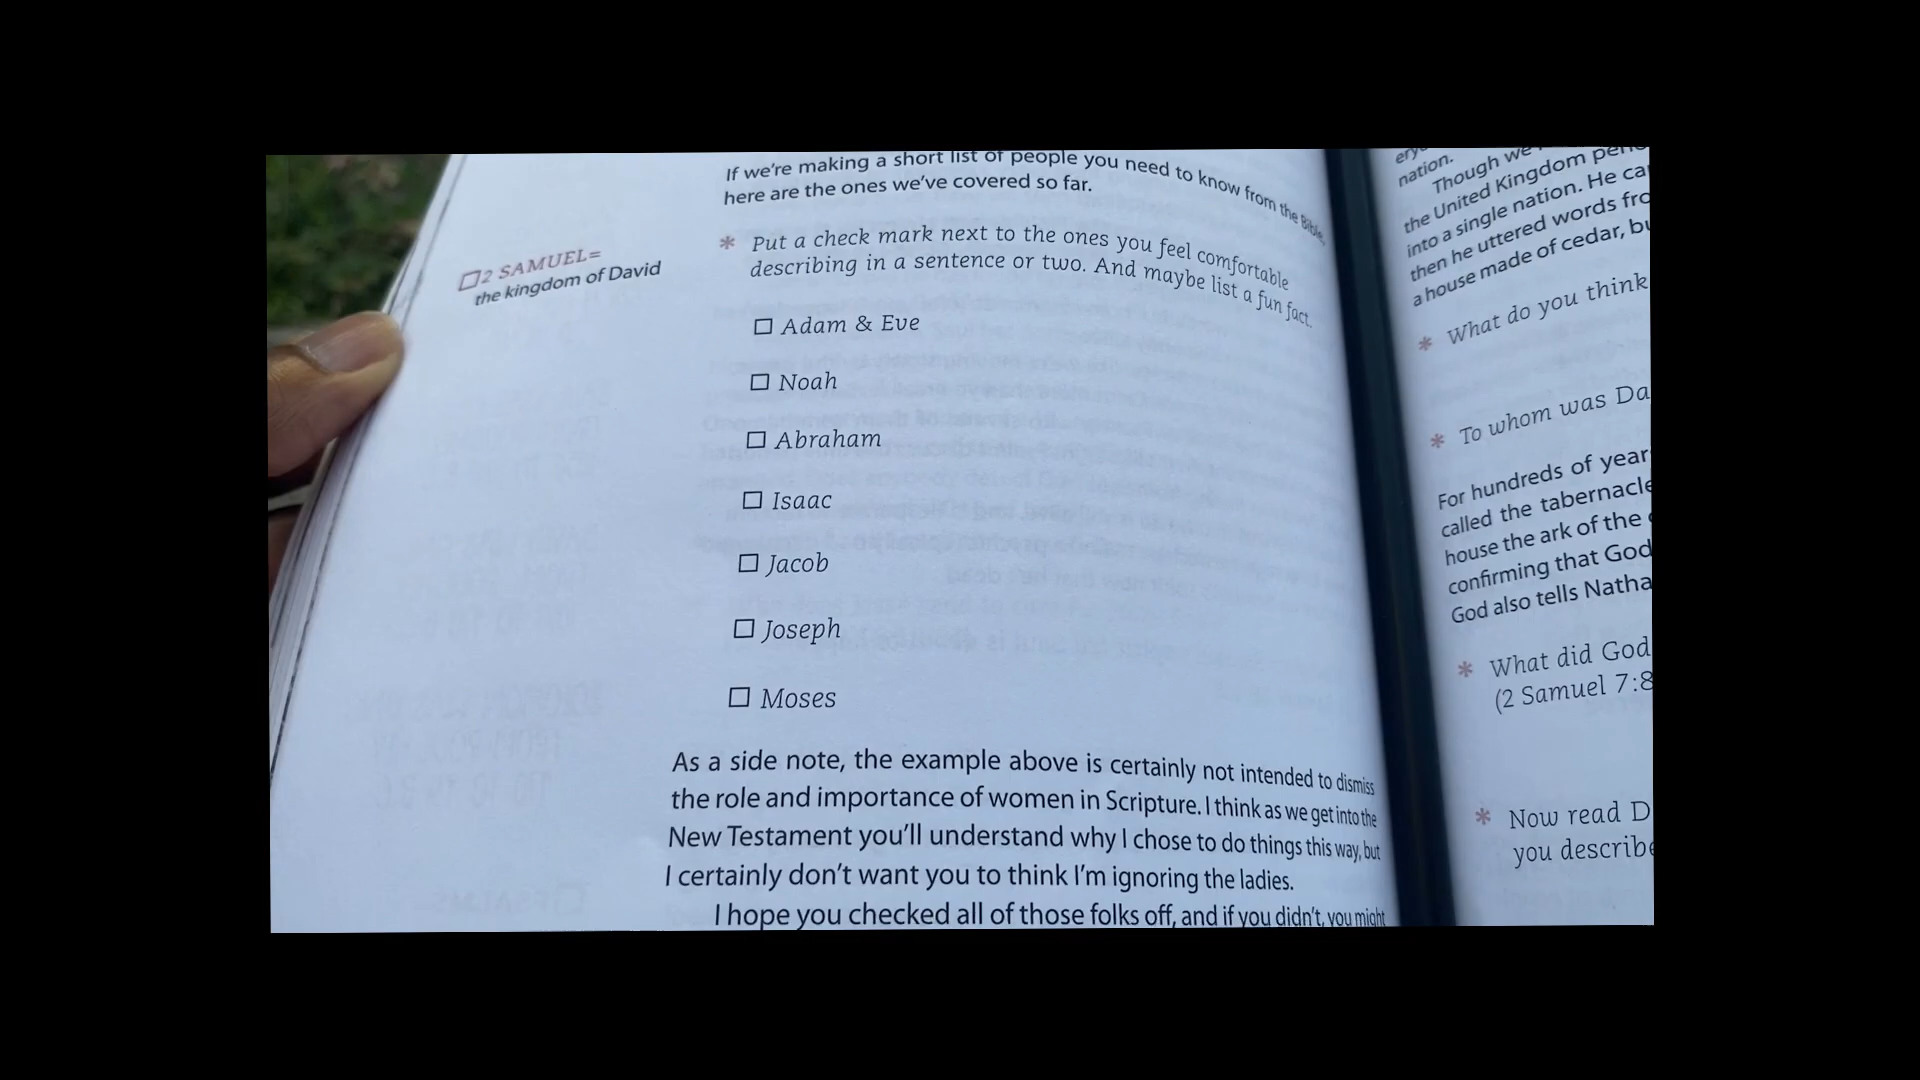 If we're making a short list of people you need to know from the Bible,
here are the ones we've covered so far.
□2 SAMUEL=
the kingdom of David
* Put a check mark next to the ones you feel comfortable
describing in a sentence or two. And maybe list a fun fact.
□ Adam & Eve
□ Noah
□ Abraham
□ Isaac
□ Jacob
□ Joseph
□ Moses
As a side note, the example above is certainly not intended to dismiss
the role and importance of women in Scripture. I think as we get into the
New Testament you'll understand why I chose to do things this way, but
I certainly don't want you to think I'm ignoring the ladies.
I hope you checked all of those folks off, and if you didn't, you might
nation.
Though we
the United Kingdom
into a single nation. He
then he uttered words
a house made of cedar,
* What do you think
* To whom was
For hundreds of
called the tabernacle
house the ark of the
confirming that God
God also tells
* What did God
(2 Samuel 7:8
* Now read
you describe